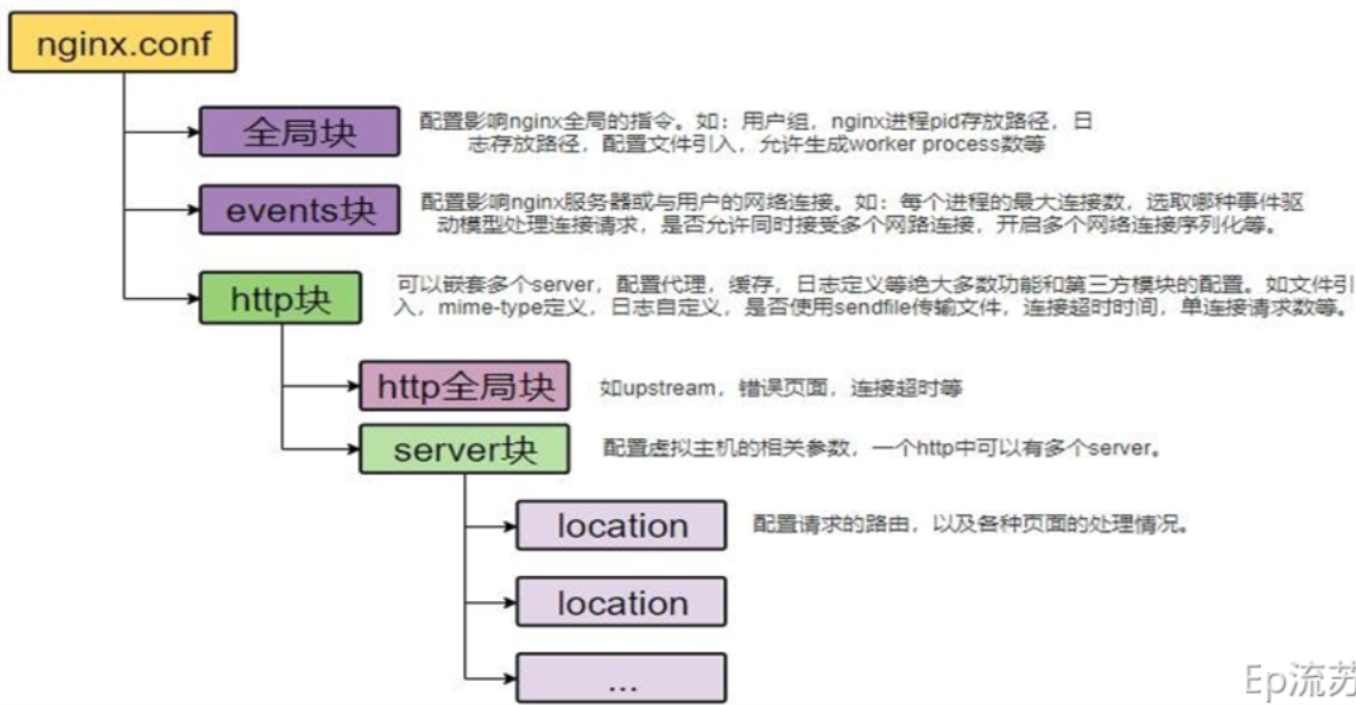 nginx.conf
全局块
配置影响nginx全局的指令。如：用户组，nginx进程pid存放路径，日
志存放路径，配置文件引入，允许生成worker process数等
events块
配置影响nginx服务器或与用户的网络连接。如：每个进程的最大连接数，选取哪种事件驱
动模型处理连接请求，是否允许同时接受多个网路连接，开启多个网络连接序列化等。
http块
可以嵌套多个server，配置代理，缓存，日志定义等绝大多数功能和第三方模块的配置。如文件引
入，mime-type定义，日志自定义，是否使用sendfile传输文件，连接超时时间，单连接请求数等。
http全局块
如upstream，错误页面，连接超时等
server块
配置虚拟主机的相关参数，一个http中可以有多个server。
location
配置请求的路由，以及各种页面的处理情况。
location
...
Ep流苏